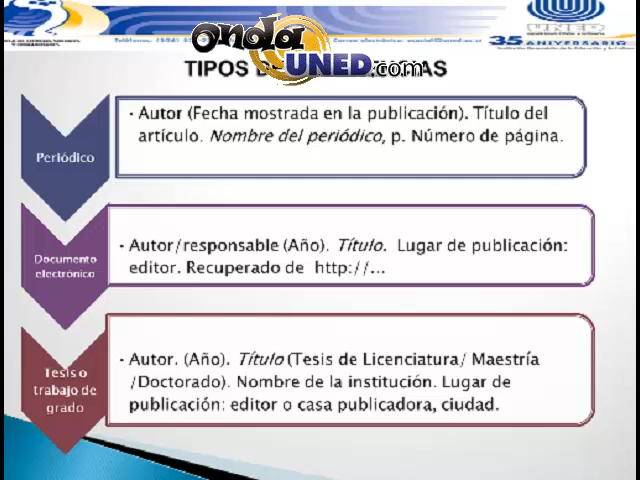 onda
UNED.com
UNED
35 ANIVERSARIO
TIPOS
Periódico
· Autor (Fecha mostrada en la publicación). Título del
artículo. Nombre del periódico, p. Número de página.
Documento
electrónico
· Autor/responsable (Año). Título. Lugar de publicación:
editor. Recuperado de http://...
Tesis o
trabajo de
grado
· Autor. (Año). Título (Tesis de Licenciatura/ Maestría
/Doctorado). Nombre de la institución. Lugar de
publicación: editor o casa publicadora, ciudad.